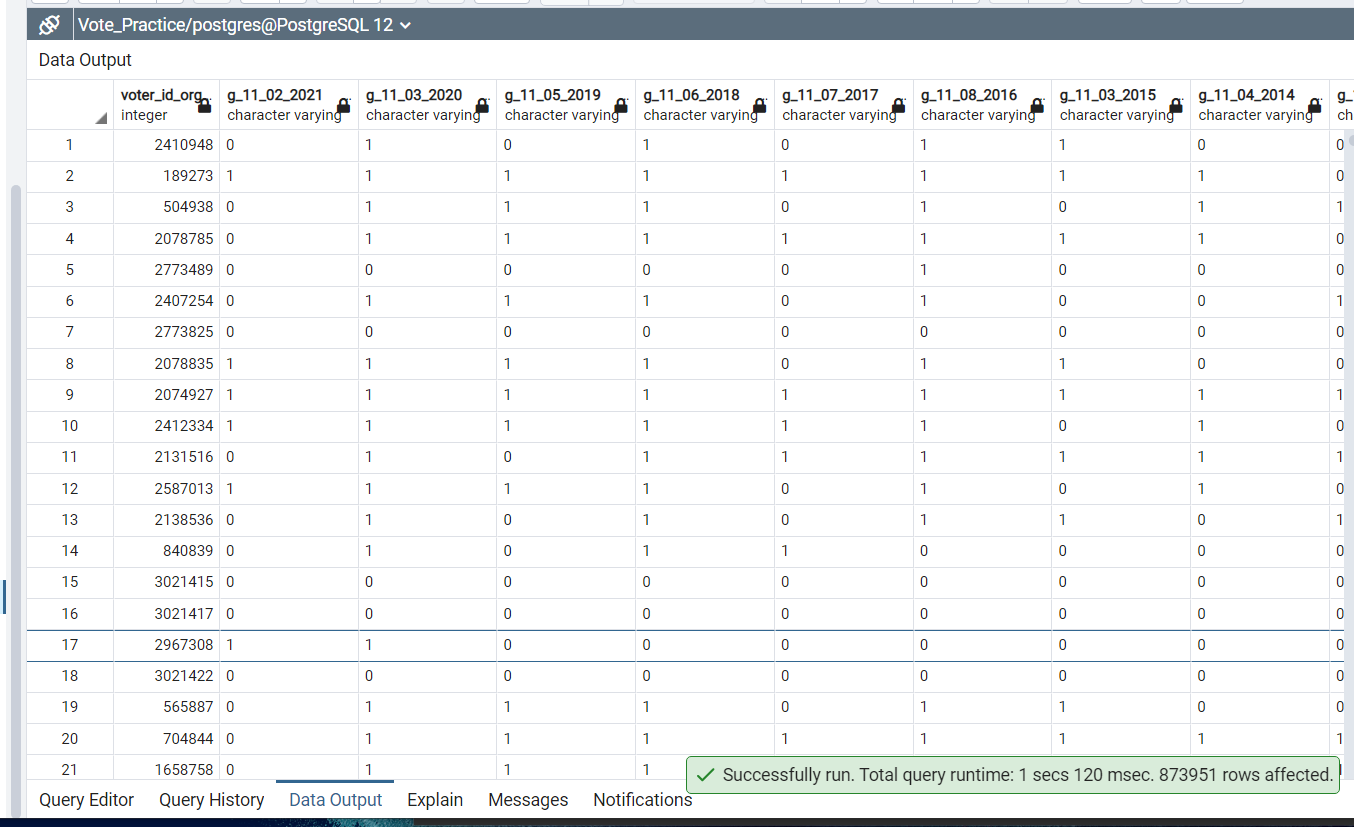 Vote_Practice/postgres@PostgreSQL 12
Data Output
voter_id_org g_11_02_2021 g_11_03_2020 g_11_05_2019 g_11_06_2018 g_11_07_2017 g_11_08_2016 g_11_03_2015 g_11_04_2014 g_
integer character varying character varying character varying character varying character varying character varying character varying character varying ch
1 2410948 0 1 0 1 0 1 1 0 0
2 189273 1 1 1 1 1 1 1 1 0
3 504938 0 1 1 1 0 1 0 1 1
4 2078785 0 1 1 1 1 1 1 1 0
5 2773489 0 0 0 0 0 1 0 0 0
6 2407254 0 1 1 1 0 1 0 0 1
7 2773825 0 0 0 0 0 0 0 0 0
8 2078835 1 1 1 1 0 1 1 0 0
9 2074927 1 1 1 1 1 1 1 1 1
10 2412334 1 1 1 1 1 1 0 1 0
11 2131516 0 1 0 1 1 1 1 1 1
12 2587013 1 1 1 1 0 1 0 1 0
13 2138536 0 1 0 1 0 1 1 0 1
14 840839 0 1 0 1 1 0 0 0 0
15 3021415 0 0 0 0 0 0 0 0 0
16 3021417 0 0 0 0 0 0 0 0 0
17 2967308 1 1 0 0 0 0 0 0 0
18 3021422 0 0 0 0 0 0 0 0 0
19 565887 0 1 1 1 0 1 1 0 0
20 704844 0 1 1 1 1 1 1 1 1
21 1658758 0 1 1 1
Successfully run. Total query runtime: 1 secs 120 msec. 873951 rows affected.
Query Editor Query History Data Output Explain Messages Notifications